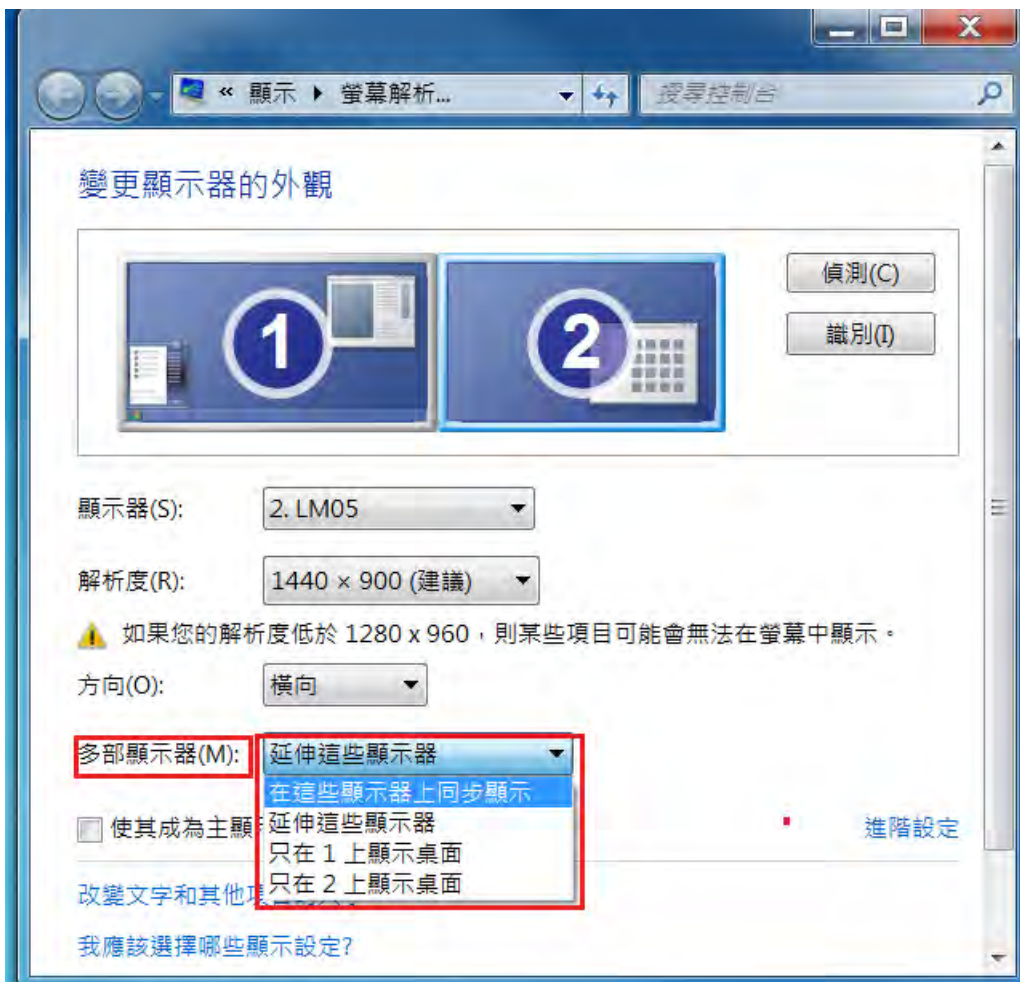 « 顯示 ▸ 螢幕解析... 搜尋控制台
變更顯示器的外觀
1 2
偵測(C)
識別(I)
顯示器(S): 2. LM05
解析度(R): 1440 × 900 (建議)
如果您的解析度低於 1280 x 960，則某些項目可能會無法在螢幕中顯示。
方向(O): 橫向
多部顯示器(M): 延伸這些顯示器
在這些顯示器上同步顯示
使其成為主顯 延伸這些顯示器 進階設定
只在 1 上顯示桌面
改變文字和其他 只在 2 上顯示桌面
我應該選擇哪些顯示設定?